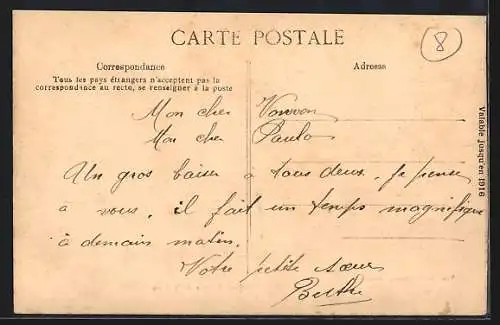 CARTE POSTALE
8
Correspondance
Adresse
Tous les pays étrangers n'acceptent pas la
correspondance au recto, se renseigner à la poste
Mon cher Vonvon
Mon cher Paulo
Un gros baiser à tous deux. Je pense
à vous, il fait un temps magnifique
à demain matin.
Votre petite sœur
Berthe
Valable jusqu'en 1916